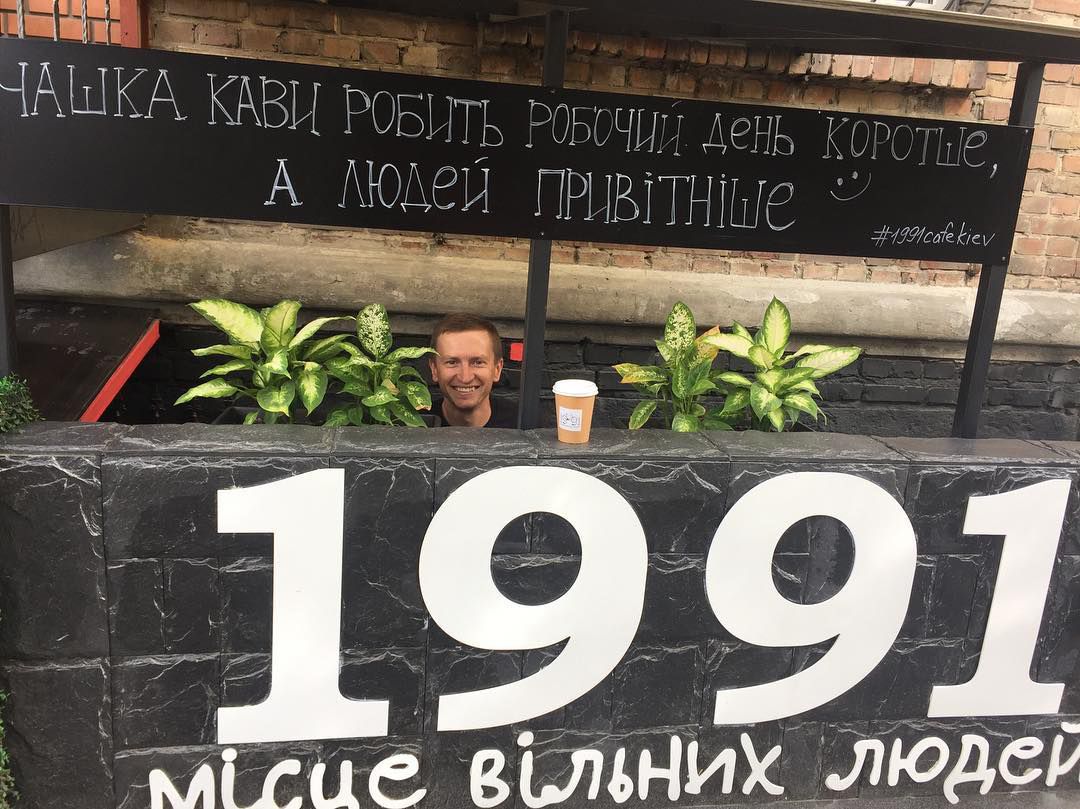 ЧАШКА КАВИ РОБИТЬ РОБОЧИЙ ДЕНЬ КОРОТШЕ,
А ЛЮДЕЙ ПРИВІТНІШЕ
#1991cafekiev
1991
місце вільних людей